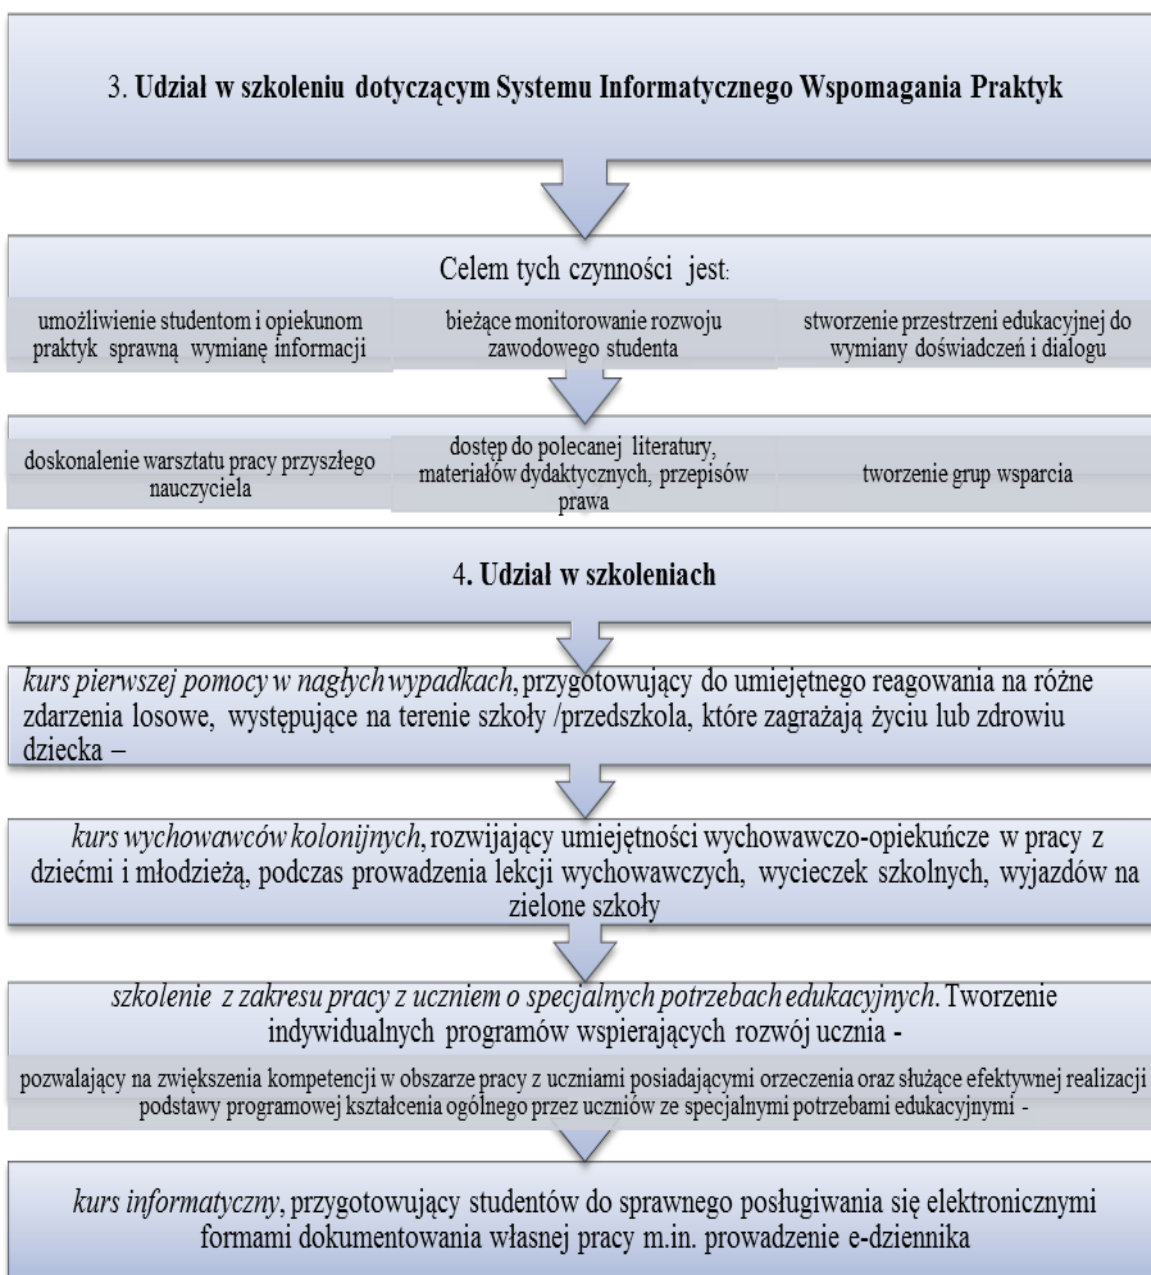 3. Udział w szkoleniu dotyczącym Systemu Informatycznego Wspomagania Praktyk
Celem tych czynności jest:
umożliwienie studentom i opiekunom
praktyk sprawną wymianę informacji
bieżące monitorowanie rozwoju
zawodowego studenta
stworzenie przestrzeni edukacyjnej do
wymiany doświadczeń i dialogu
doskonalenie warsztatu pracy przyszłego
nauczyciela
dostęp do polecanej literatury,
materiałów dydaktycznych, przepisów
prawa
tworzenie grup wsparcia
4. Udział w szkoleniach
kurs pierwszej pomocy w nagłych wypadkach, przygotowujący do umiejętnego reagowania na różne
zdarzenia losowe, występujące na terenie szkoły /przedszkola, które zagrażają życiu lub zdrowiu
dziecka –
kurs wychowawców kolonijnych, rozwijający umiejętności wychowawczo-opiekuńcze w pracy z
dziećmi i młodzieżą, podczas prowadzenia lekcji wychowawczych, wycieczek szkolnych, wyjazdów na
zielone szkoły
szkolenie z zakresu pracy z uczniem o specjalnych potrzebach edukacyjnych. Tworzenie
indywidualnych programów wspierających rozwój ucznia -
pozwalający na zwiększenia kompetencji w obszarze pracy z uczniami posiadającymi orzeczenia oraz służące efektywnej realizacji
podstawy programowej kształcenia ogólnego przez uczniów ze specjalnymi potrzebami edukacyjnymi -
kurs informatyczny, przygotowujący studentów do sprawnego posługiwania się elektronicznymi
formami dokumentowania własnej pracy m.in. prowadzenie e-dziennika